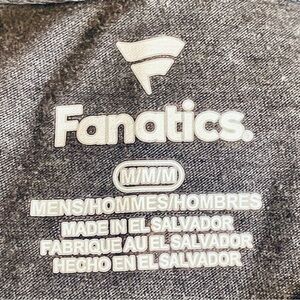 Fanatics.
M/M/M
MENS/HOMMES/HOMBRES
MADE IN EL SALVADOR
FABRIQUE AU EL SALVADOR
HECHO EN EL SALVADOR